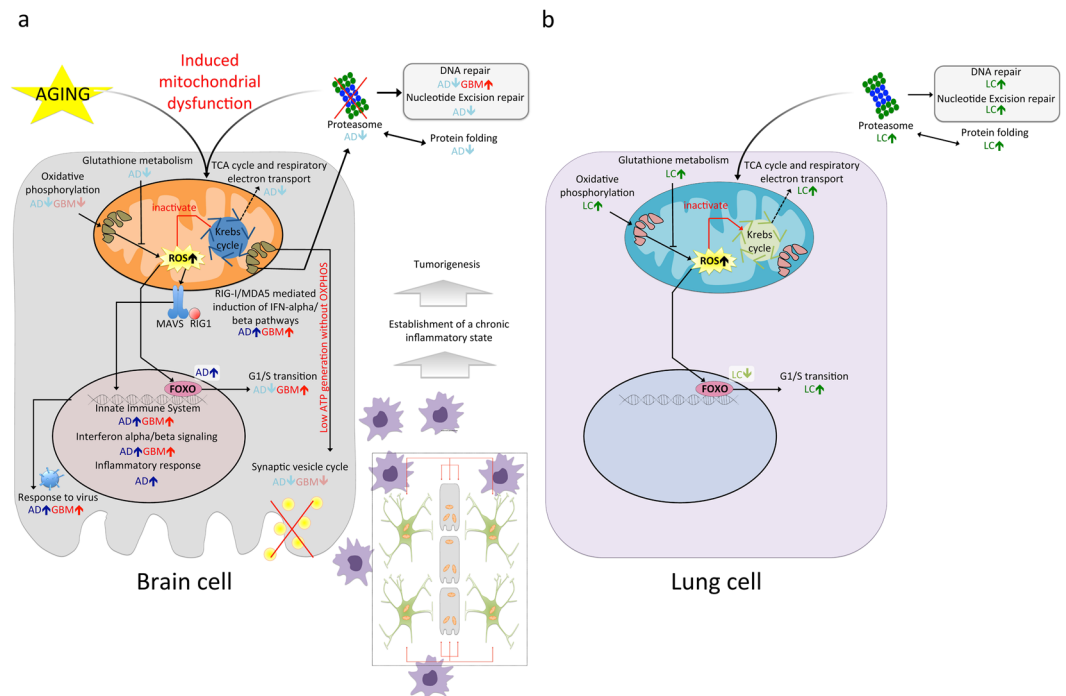 a
AGING
Induced
mitochondrial
dysfunction
Proteasome
AD↓
DNA repair
AD↓GBM↑
Nucleotide Excision repair
AD↓
Protein folding
AD↓
Glutathione metabolism
AD↓
Oxidative
phosphorylation
AD↓GBM↓
TCA cycle and respiratory
electron transport
AD↓
inactivate
Krebs
cycle
ROS↑
MAVS
RIG1
RIG-I/MDA5 mediated
induction of IFN-alpha/
beta pathways
AD↑GBM↑
Low ATP generation without OXPHOS
AD↑
FOXO
G1/S transition
AD↓GBM↑
Innate Immune System
AD↑GBM↑
Interferon alpha/beta signaling
AD↑GBM↑
Inflammatory response
AD↑
Response to virus
AD↑GBM↑
Synaptic vesicle cycle
AD↓GBM↓
Brain cell
Tumorigenesis
Establishment of a chronic
inflammatory state
b
Proteasome
LC↑
DNA repair
LC↑
Nucleotide Excision repair
LC↑
Protein folding
LC↑
Glutathione metabolism
LC↑
Oxidative
phosphorylation
LC↑
TCA cycle and respiratory
electron transport
LC↑
inactivate
Krebs
cycle
ROS↑
LC↓
FOXO
G1/S transition
LC↑
Lung cell